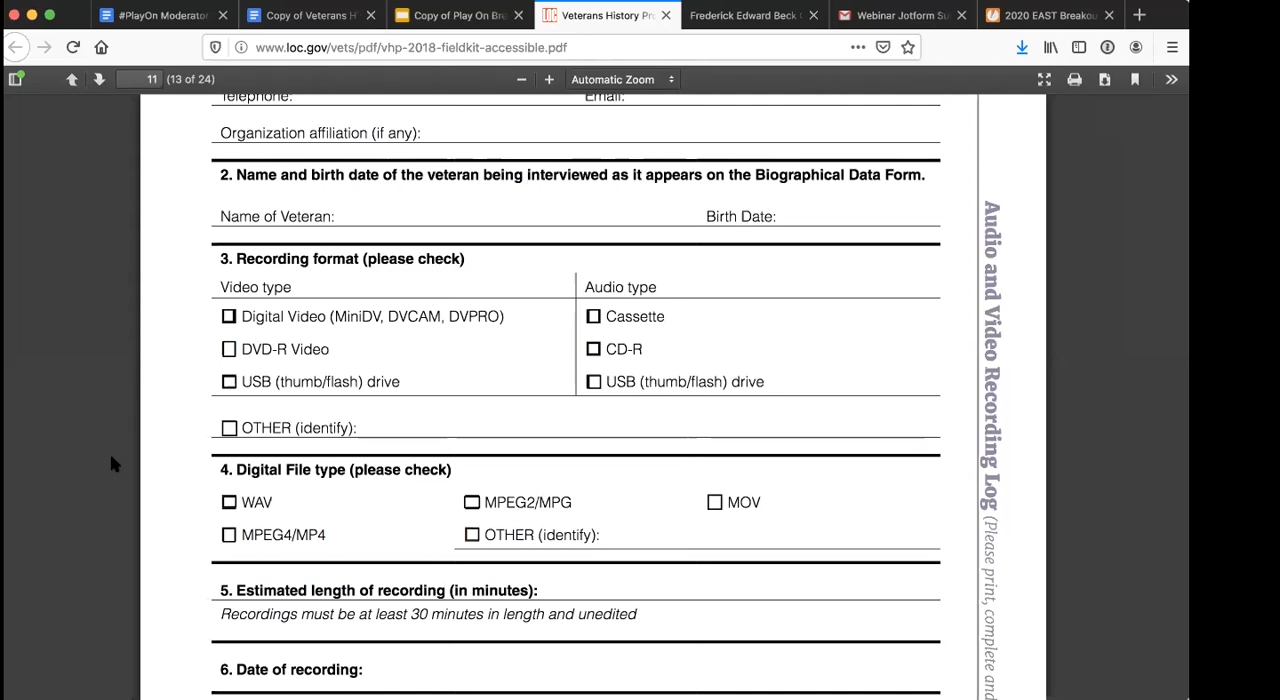 #PlayOn Moderator
Copy of Veterans H
Copy of Play On Bre
Veterans History Pro
Frederick Edward Beck
Webinar Jotform Su
2020 EAST Breakou
www.loc.gov/vets/pdf/vhp-2018-fieldkit-accessible.pdf
11 (13 of 24)
Automatic Zoom
Telephone: Email:
Organization affiliation (if any):
2. Name and birth date of the veteran being interviewed as it appears on the Biographical Data Form.
Name of Veteran: Birth Date:
3. Recording format (please check)
Video type Audio type
Digital Video (MiniDV, DVCAM, DVPRO) Cassette
DVD-R Video CD-R
USB (thumb/flash) drive USB (thumb/flash) drive
OTHER (identify):
4. Digital File type (please check)
WAV MPEG2/MPG MOV
MPEG4/MP4 OTHER (identify):
5. Estimated length of recording (in minutes):
Recordings must be at least 30 minutes in length and unedited
6. Date of recording:
Audio and Video Recording Log (Please print, complete and